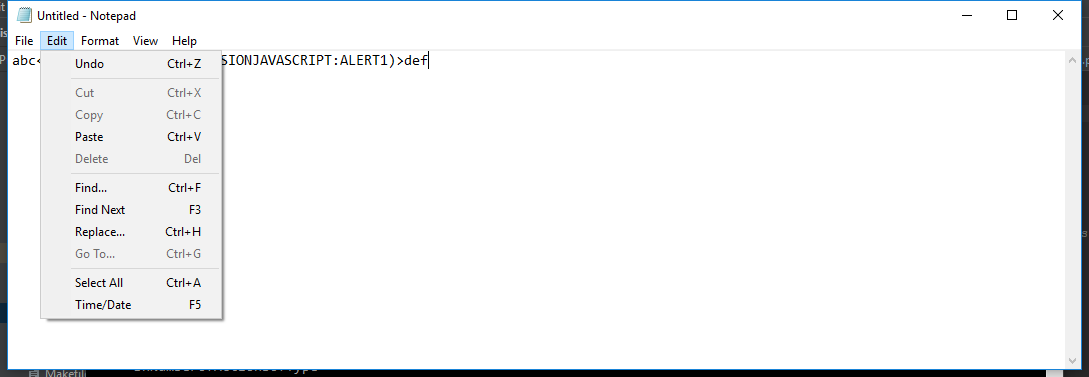 Untitled - Notepad
File Edit Format View Help
abc< SIONJAVASCRIPT:ALERT1)>def
Undo Ctrl+Z
Cut Ctrl+X
Copy Ctrl+C
Paste Ctrl+V
Delete Del
Find... Ctrl+F
Find Next F3
Replace... Ctrl+H
Go To... Ctrl+G
Select All Ctrl+A
Time/Date F5